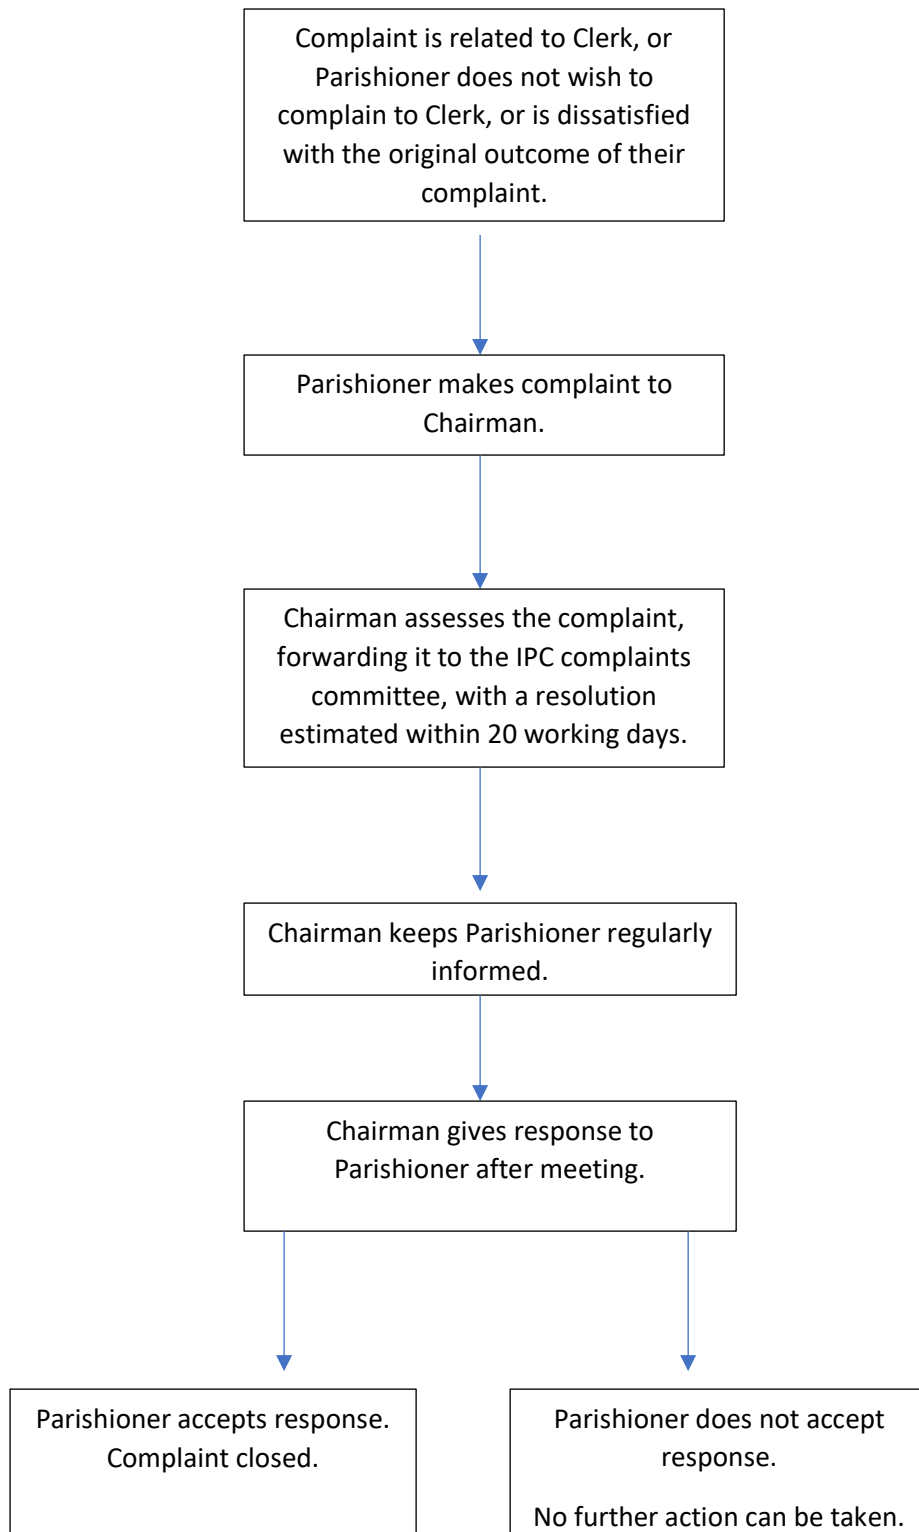 Complaint is related to Clerk, or
Parishioner does not wish to
complain to Clerk, or is dissatisfied
with the original outcome of their
complaint.
Parishioner makes complaint to
Chairman.
Chairman assesses the complaint,
forwarding it to the IPC complaints
committee, with a resolution
estimated within 20 working days.
Chairman keeps Parishioner regularly
informed.
Chairman gives response to
Parishioner after meeting.
Parishioner accepts response.
Complaint closed.
Parishioner does not accept
response.
No further action can be taken.